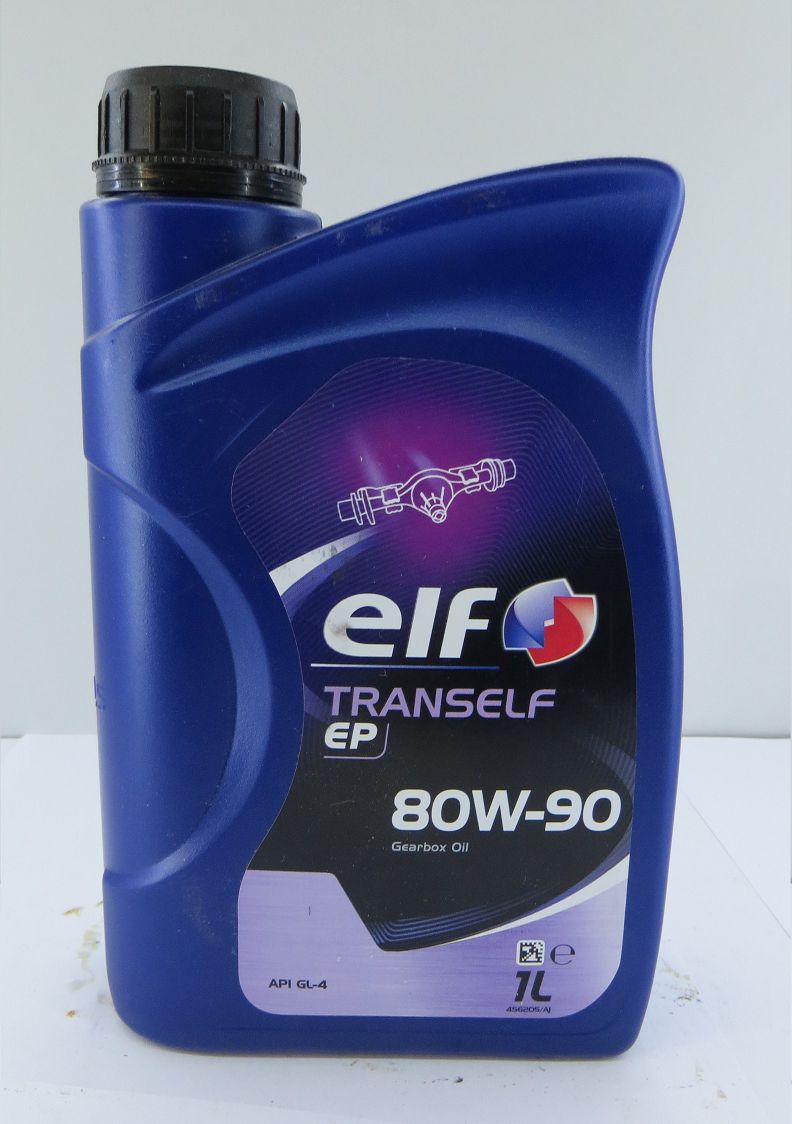 elf
TRANSELF
EP
80W-90
Gearbox Oil
API GL-4
℮
1L
456205/AJ